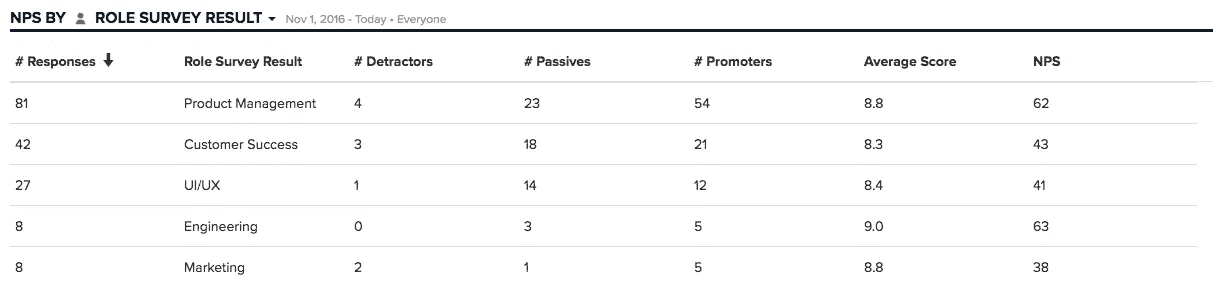 NPS BY ROLE SURVEY RESULT Nov 1, 2016 - Today • Everyone
# Responses Role Survey Result # Detractors # Passives # Promoters Average Score NPS
81 Product Management 4 23 54 8.8 62
42 Customer Success 3 18 21 8.3 43
27 UI/UX 1 14 12 8.4 41
8 Engineering 0 3 5 9.0 63
8 Marketing 2 1 5 8.8 38